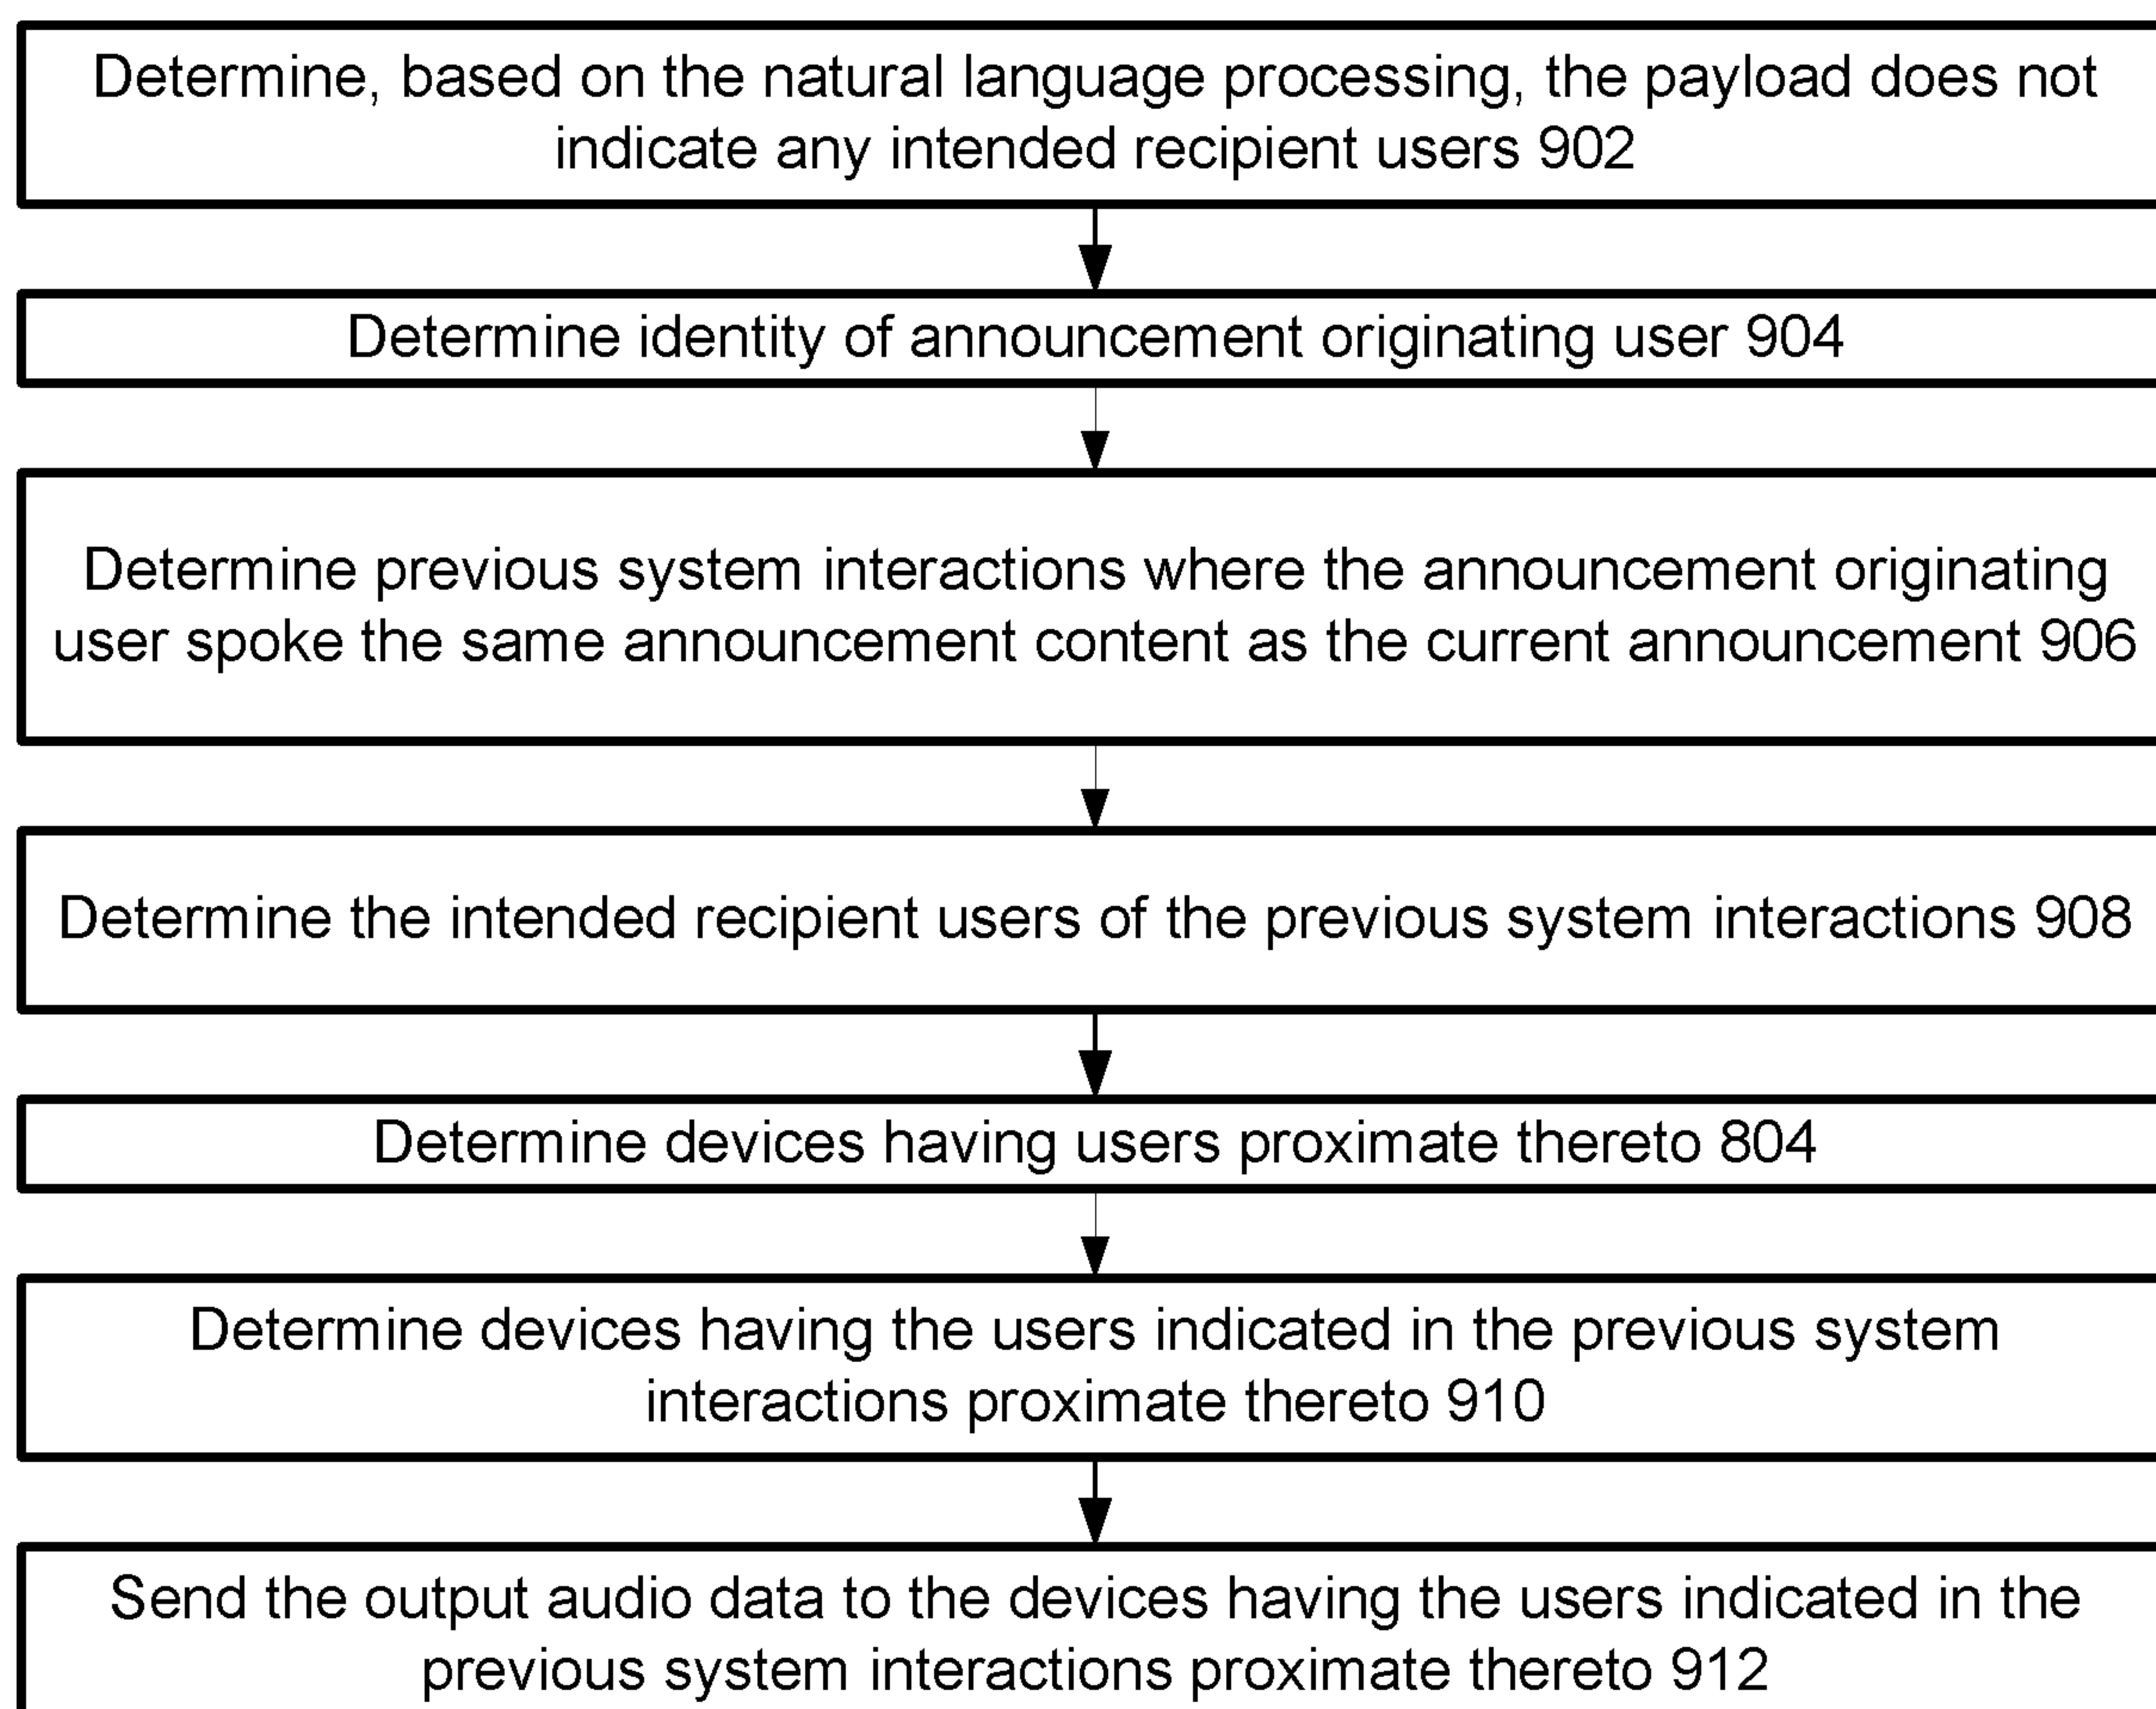 Determine, based on the natural language processing, the payload does not
indicate any intended recipient users 902
Determine identity of announcement originating user 904
Determine previous system interactions where the announcement originating
user spoke the same announcement content as the current announcement 906
Determine the intended recipient users of the previous system interactions 908
Determine devices having users proximate thereto 804
Determine devices having the users indicated in the previous system
interactions proximate thereto 910
Send the output audio data to the devices having the users indicated in the
previous system interactions proximate thereto 912